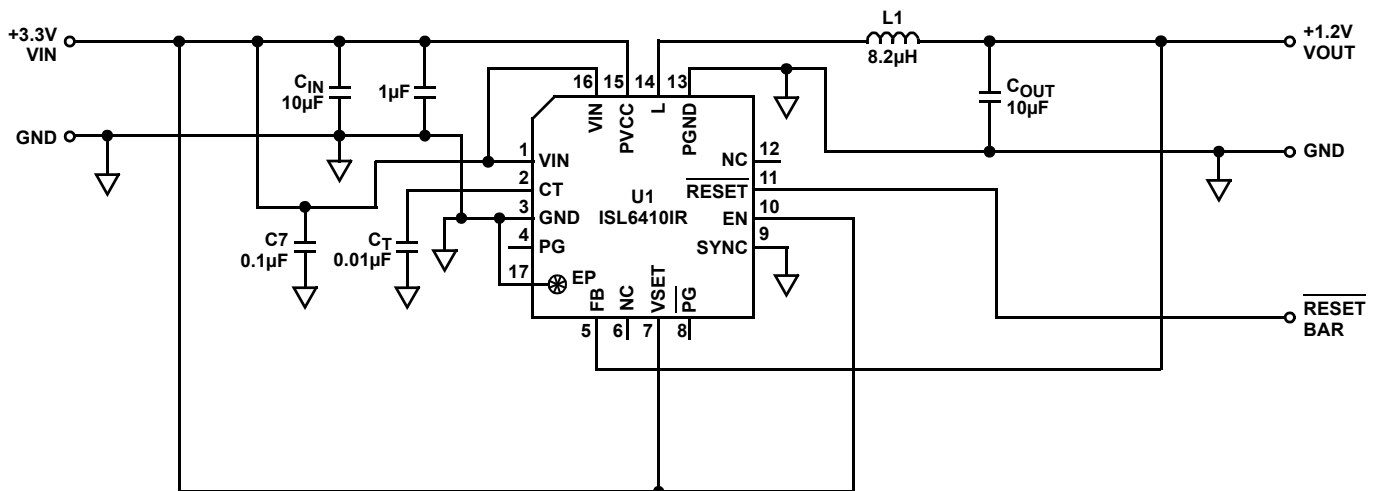 +3.3V
VIN
GND
CIN
10µF
1µF
C7
0.1µF
CT
0.01µF
16
15
14
13
VIN
PVCC
L
PGND
1
VIN
2
CT
3
GND
4
PG
17
EP
U1
ISL6410IR
12
NC
11
RESET
10
EN
9
SYNC
FB
NC
VSET
PG
5
6
7
8
L1
8.2µH
COUT
10µF
+1.2V
VOUT
GND
RESET
BAR